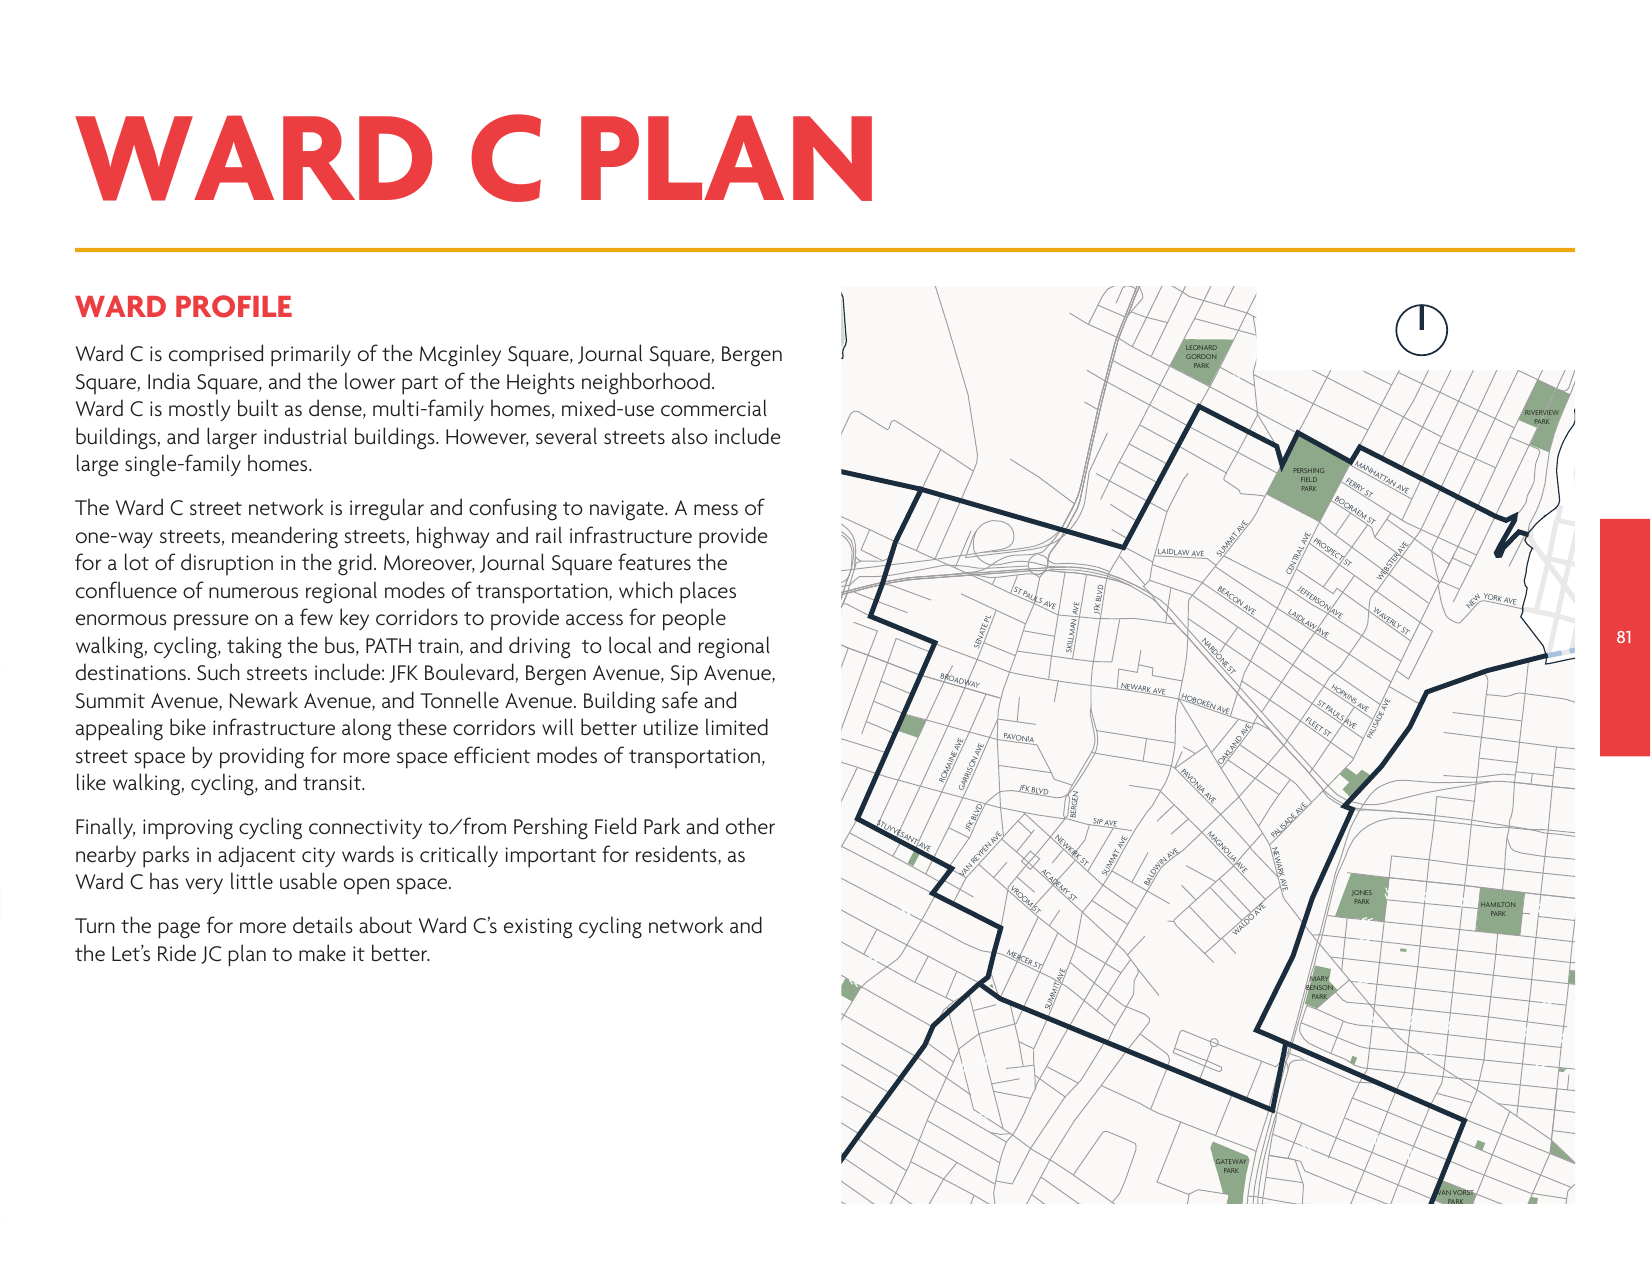 WARD C PLAN
WARD PROFILE
Ward C is comprised primarily of the Mcginley Square, Journal Square, Bergen
Square, India Square, and the lower part of the Heights neighborhood.
Ward C is mostly built as dense, multi-family homes, mixed-use commercial
buildings, and larger industrial buildings. However, several streets also include
large single-family homes.
The Ward C street network is irregular and confusing to navigate. A mess of
one-way streets, meandering streets, highway and rail infrastructure provide
for a lot of disruption in the grid. Moreover, Journal Square features the
confluence of numerous regional modes of transportation, which places
enormous pressure on a few key corridors to provide access for people
walking, cycling, taking the bus, PATH train, and driving  to local and regional
destinations. Such streets include: JFK Boulevard, Bergen Avenue, Sip Avenue,
Summit Avenue, Newark Avenue, and Tonnelle Avenue. Building safe and
appealing bike infrastructure along these corridors will better utilize limited
street space by providing for more space efficient modes of transportation,
like walking, cycling, and transit.
Finally, improving cycling connectivity to/from Pershing Field Park and other
nearby parks in adjacent city wards is critically important for residents, as
Ward C has very little usable open space.
Turn the page for more details about Ward C's existing cycling network and
the Let's Ride JC plan to make it better.
LEONARD
GORDON
PARK
RIVERVIEW
PARK
PERSHING
FIELD
PARK
MANHATTAN AVE
FERRY ST
BOORAEM ST
SUMMIT AVE
CENTRAL AVE
PROSPECT ST
WEBSTER AVE
LAIDLAW AVE
ST PAULS AVE
SKILLMAN AVE
JFK BLVD
BEACON AVE
JEFFERSON AVE
LAIDLAW AVE
WAVERLY ST
NEW YORK AVE
SENATE PL
NARDONE ST
BROADWAY
NEWARK AVE
HOBOKEN AVE
HOPKINS AVE
ST PAULS AVE
FLEET ST
PALISADE AVE
PAVONIA
ROMAINE AVE
GARRISON AVE
OAKLAND AVE
PAVONIA AVE
JFK BLVD
BERGEN
JFK BLVD
SIP AVE
PALISADE AVE
STUYVESANT AVE
VAN REYPEN AVE
NEWKIRK ST
SUMMIT AVE
BALDWIN AVE
MAGNOLIA AVE
NEWARK AVE
ACADEMY ST
VROOM ST
WALDO AVE
JONES
PARK
HAMILTON
PARK
MERCER ST
SUMMIT AVE
MARY
BENSON
PARK
GATEWAY
PARK
VAN VORST
PARK
81